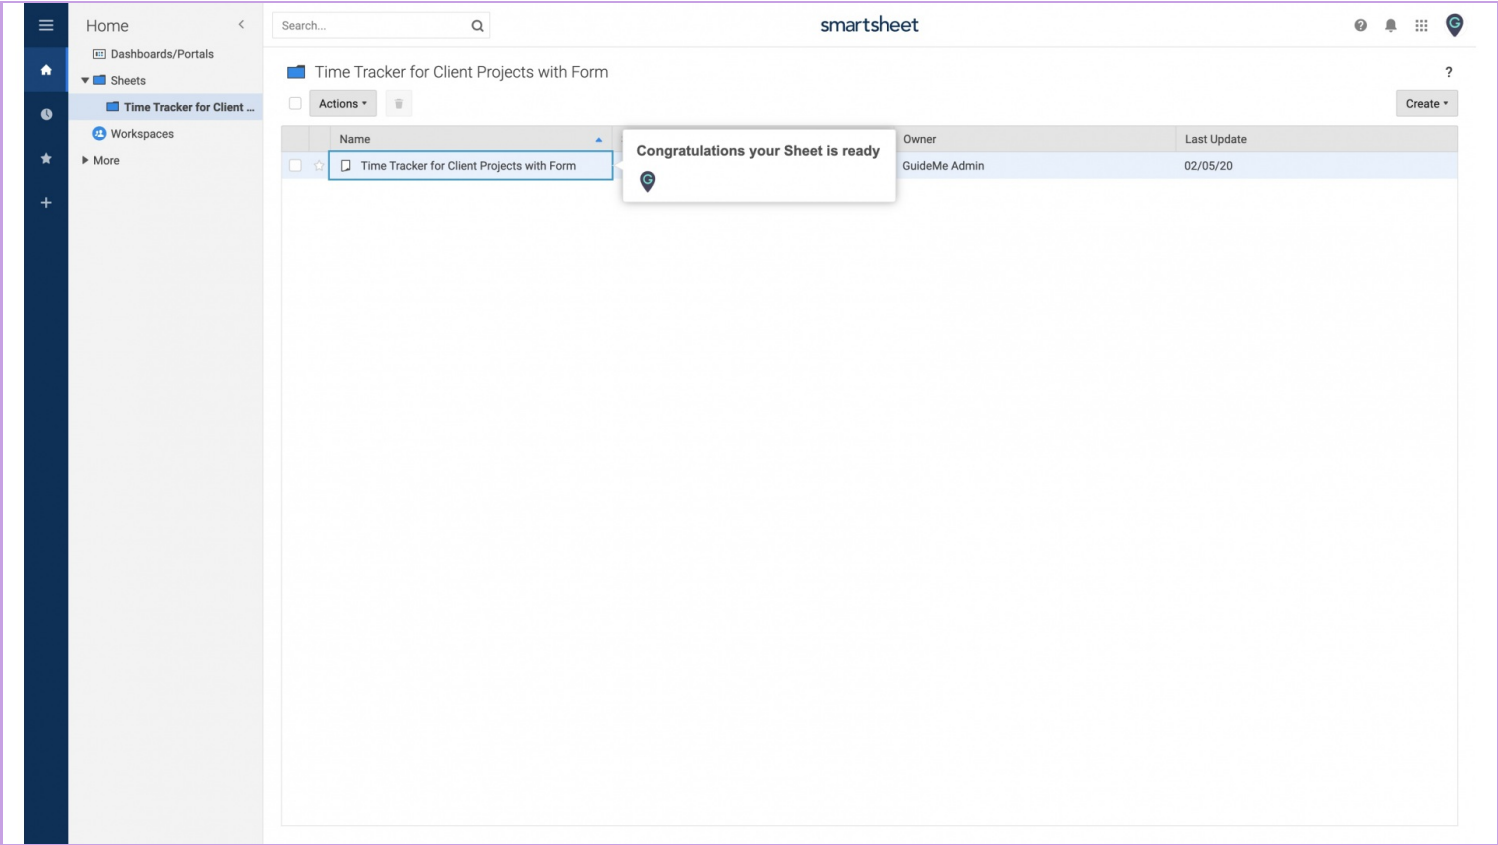 Home
Search...
smartsheet
Dashboards/Portals
Sheets
Time Tracker for Client ...
Workspaces
More
Time Tracker for Client Projects with Form
?
Actions
Create
Name
Owner
Last Update
Time Tracker for Client Projects with Form
GuideMe Admin
02/05/20
Congratulations your Sheet is ready